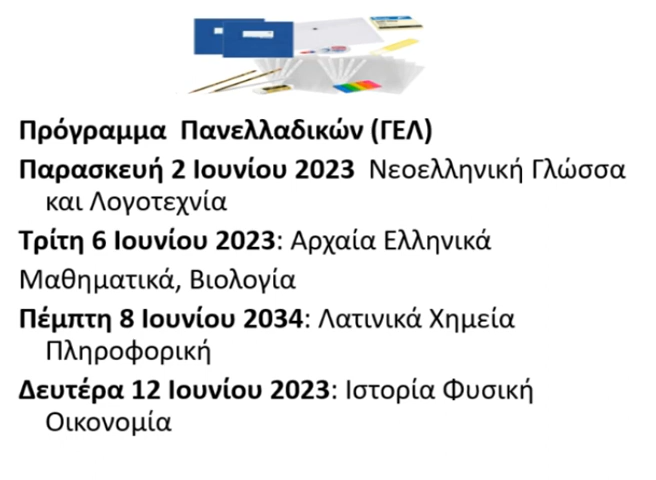 Πρόγραμμα Πανελλαδικών (ΓΕΛ)
Παρασκευή 2 Ιουνίου 2023 Νεοελληνική Γλώσσα
και Λογοτεχνία
Τρίτη 6 Ιουνίου 2023: Αρχαία Ελληνικά
Μαθηματικά, Βιολογία
Πέμπτη 8 Ιουνίου 2034: Λατινικά Χημεία
Πληροφορική
Δευτέρα 12 Ιουνίου 2023: Ιστορία Φυσική
Οικονομία